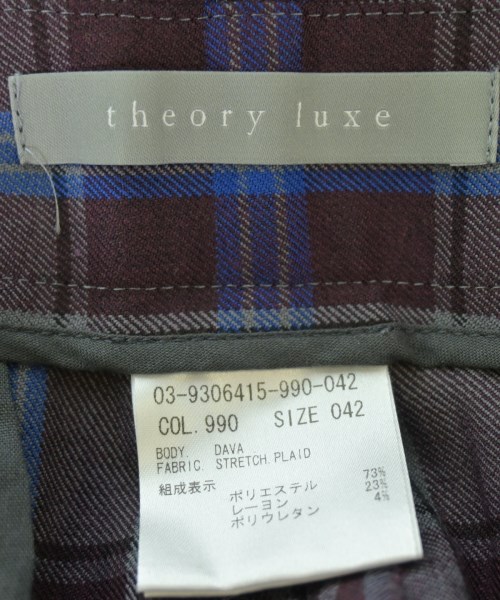 theory luxe
03-9306415-990-042
COL. 990 SIZE 042
BODY. DAVA
FABRIC. STRETCH.PLAID
組成表示
ポリエステル 73%
レーヨン 23%
ポリウレタン 4%